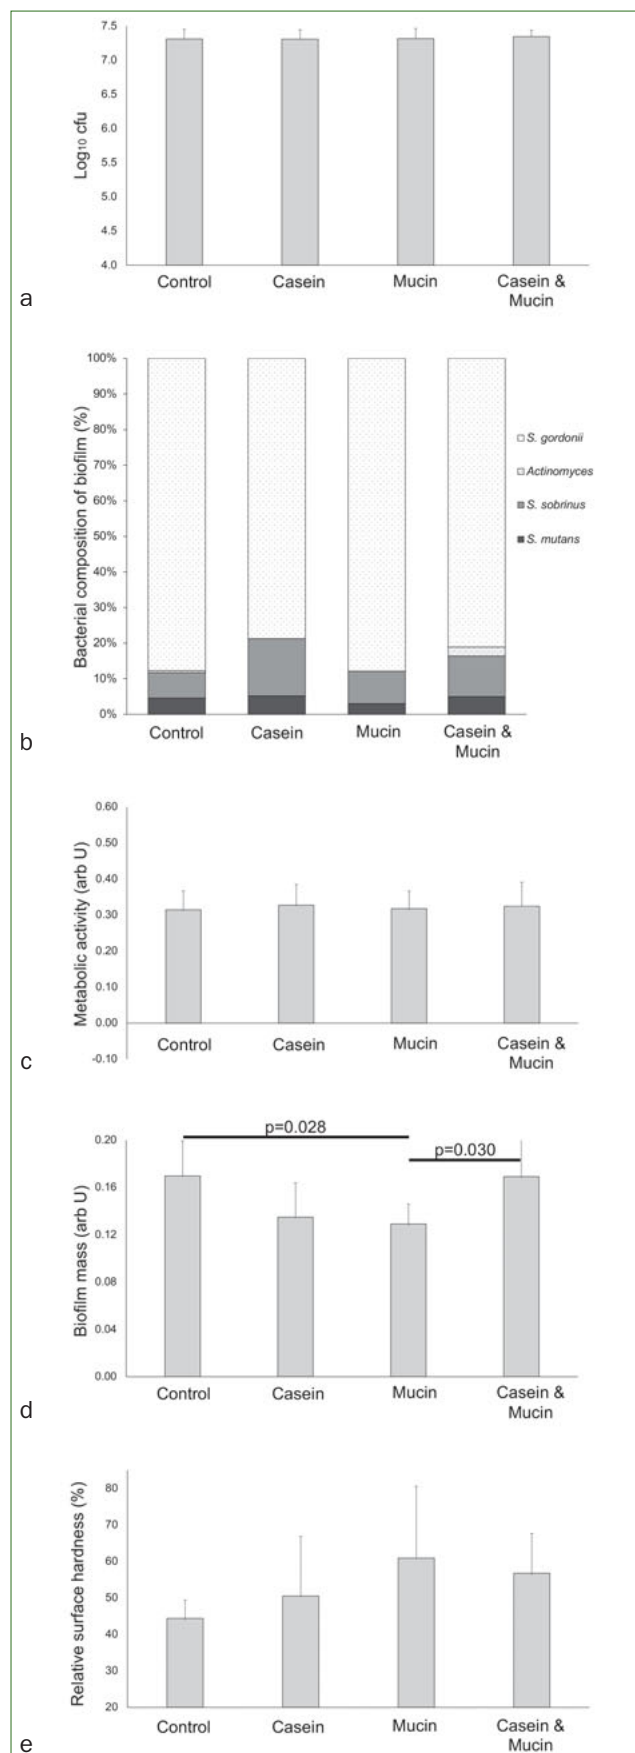 7.5
7.0
6.5
6.0
5.5
5.0
4.5
4.0
Log10 cfu
Control
Casein
Mucin
Casein &
Mucin
a
100%
90%
80%
70%
60%
50%
40%
30%
20%
10%
0%
Bacterial composition of biofilm (%)
S. gordonii
Actinomyces
S. sobrinus
S. mutans
Control
Casein
Mucin
Casein &
Mucin
b
0.60
0.50
0.40
0.30
0.20
0.10
0.00
-0.10
Metabolic activity (arb U)
Control
Casein
Mucin
Casein &
Mucin
c
p=0.028
p=0.030
0.20
0.16
0.12
0.08
0.04
0.00
Biofilm mass (arb U)
Control
Casein
Mucin
Casein &
Mucin
d
80
70
60
50
40
30
20
Relative surface hardness (%)
Control
Casein
Mucin
Casein &
Mucin
e